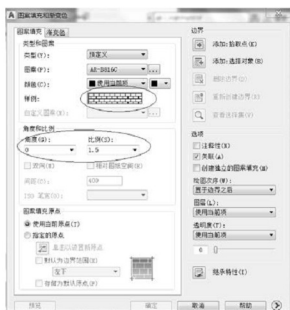 图案填充和渐变色
图案填充 渐变色
类型和图案
类型(Y): 预定义
图案(P): AR-B816C
颜色(C): 使用当前项
样例:
自定义图案(M):
角度和比例
角度(G): 比例(S):
0 1.5
双向(U) 相对图纸空间(E)
间距(C): 400
ISO 笔宽(O):
图案填充原点
使用当前原点(T)
指定的原点
单击以设置新原点
默认为边界范围(X)
左下
存储为默认原点(F)
预览 确定 取消 帮助
边界
添加:拾取点(K)
添加:选择对象(B)
删除边界(D)
重新创建边界(R)
查看选择集(V)
选项
注释性(N)
关联(A)
创建独立的图案填充(H)
绘图次序(W):
置于边界之后
图层(L):
使用当前项
透明度(T):
使用当前项
0
继承特性(I)